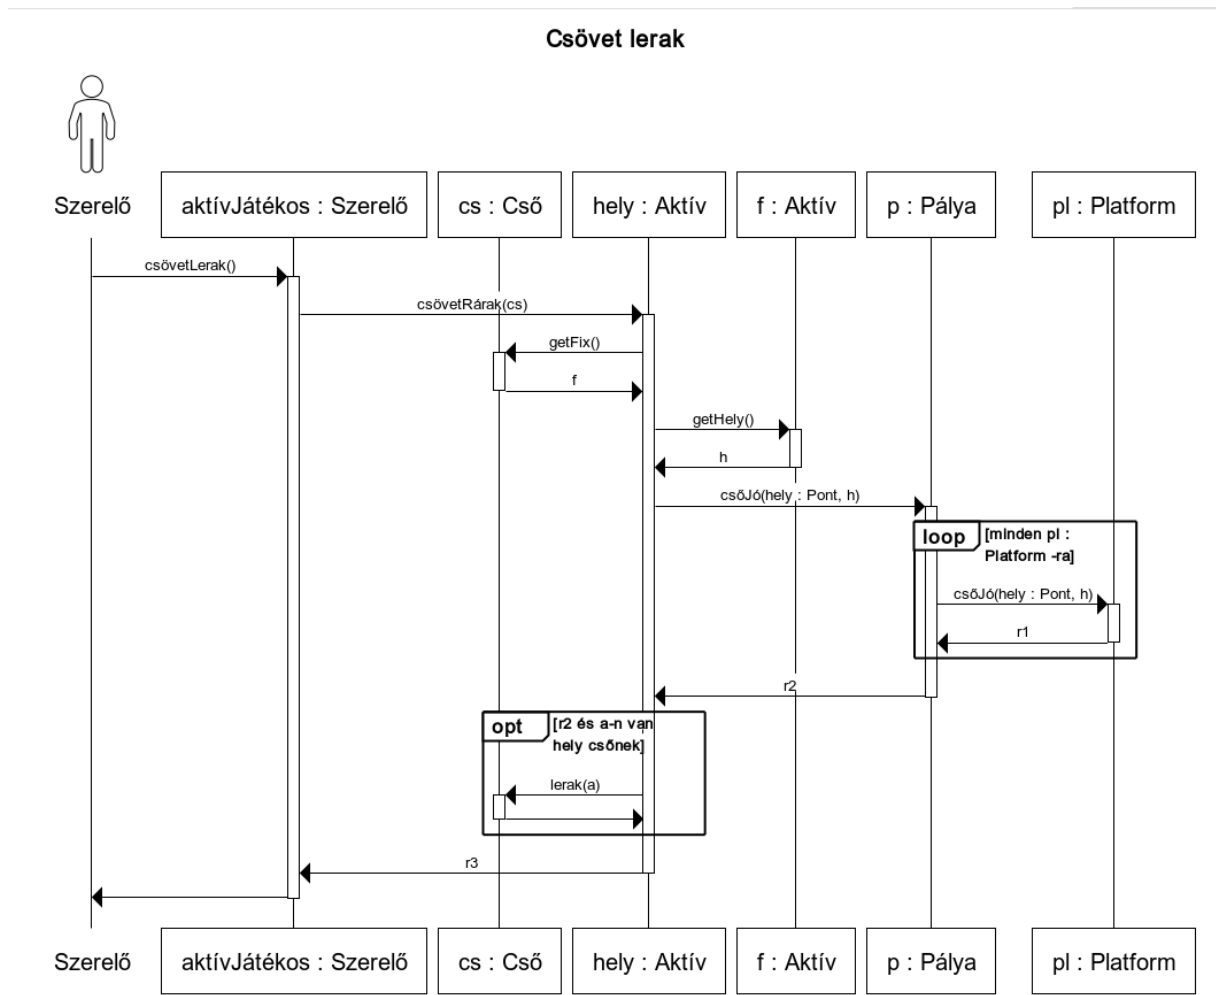 Csövet lerak
Szerelő
aktívJátékos : Szerelő
cs : Cső
hely : Aktív
f : Aktív
p : Pálya
pl : Platform
csövetLerak()
csövetRárak(cs)
getFix()
f
getHely()
h
csőJó(hely : Pont, h)
loop
[minden pl :
Platform -ra]
csőJó(hely : Pont, h)
r1
r2
opt
[r2 és a-n van
hely csőnek]
lerak(a)
r3
Szerelő
aktívJátékos : Szerelő
cs : Cső
hely : Aktív
f : Aktív
p : Pálya
pl : Platform